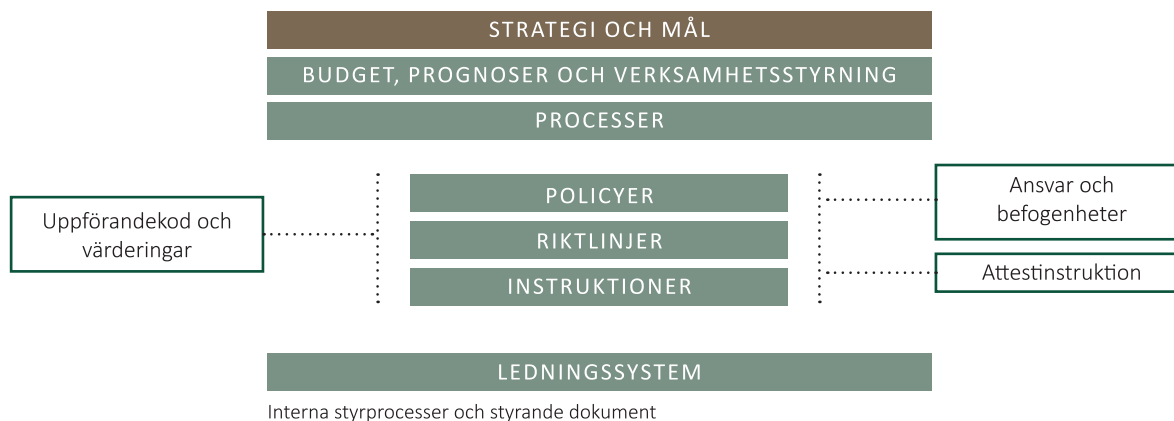 STRATEGI OCH MÅL
BUDGET, PROGNOSER OCH VERKSAMHETSSTYRNING
PROCESSER
Uppförandekod och
värderingar
POLICYER
RIKTLINJER
INSTRUKTIONER
Ansvar och
befogenheter
Attestinstruktion
LEDNINGSSYSTEM
Interna styrprocesser och styrande dokument